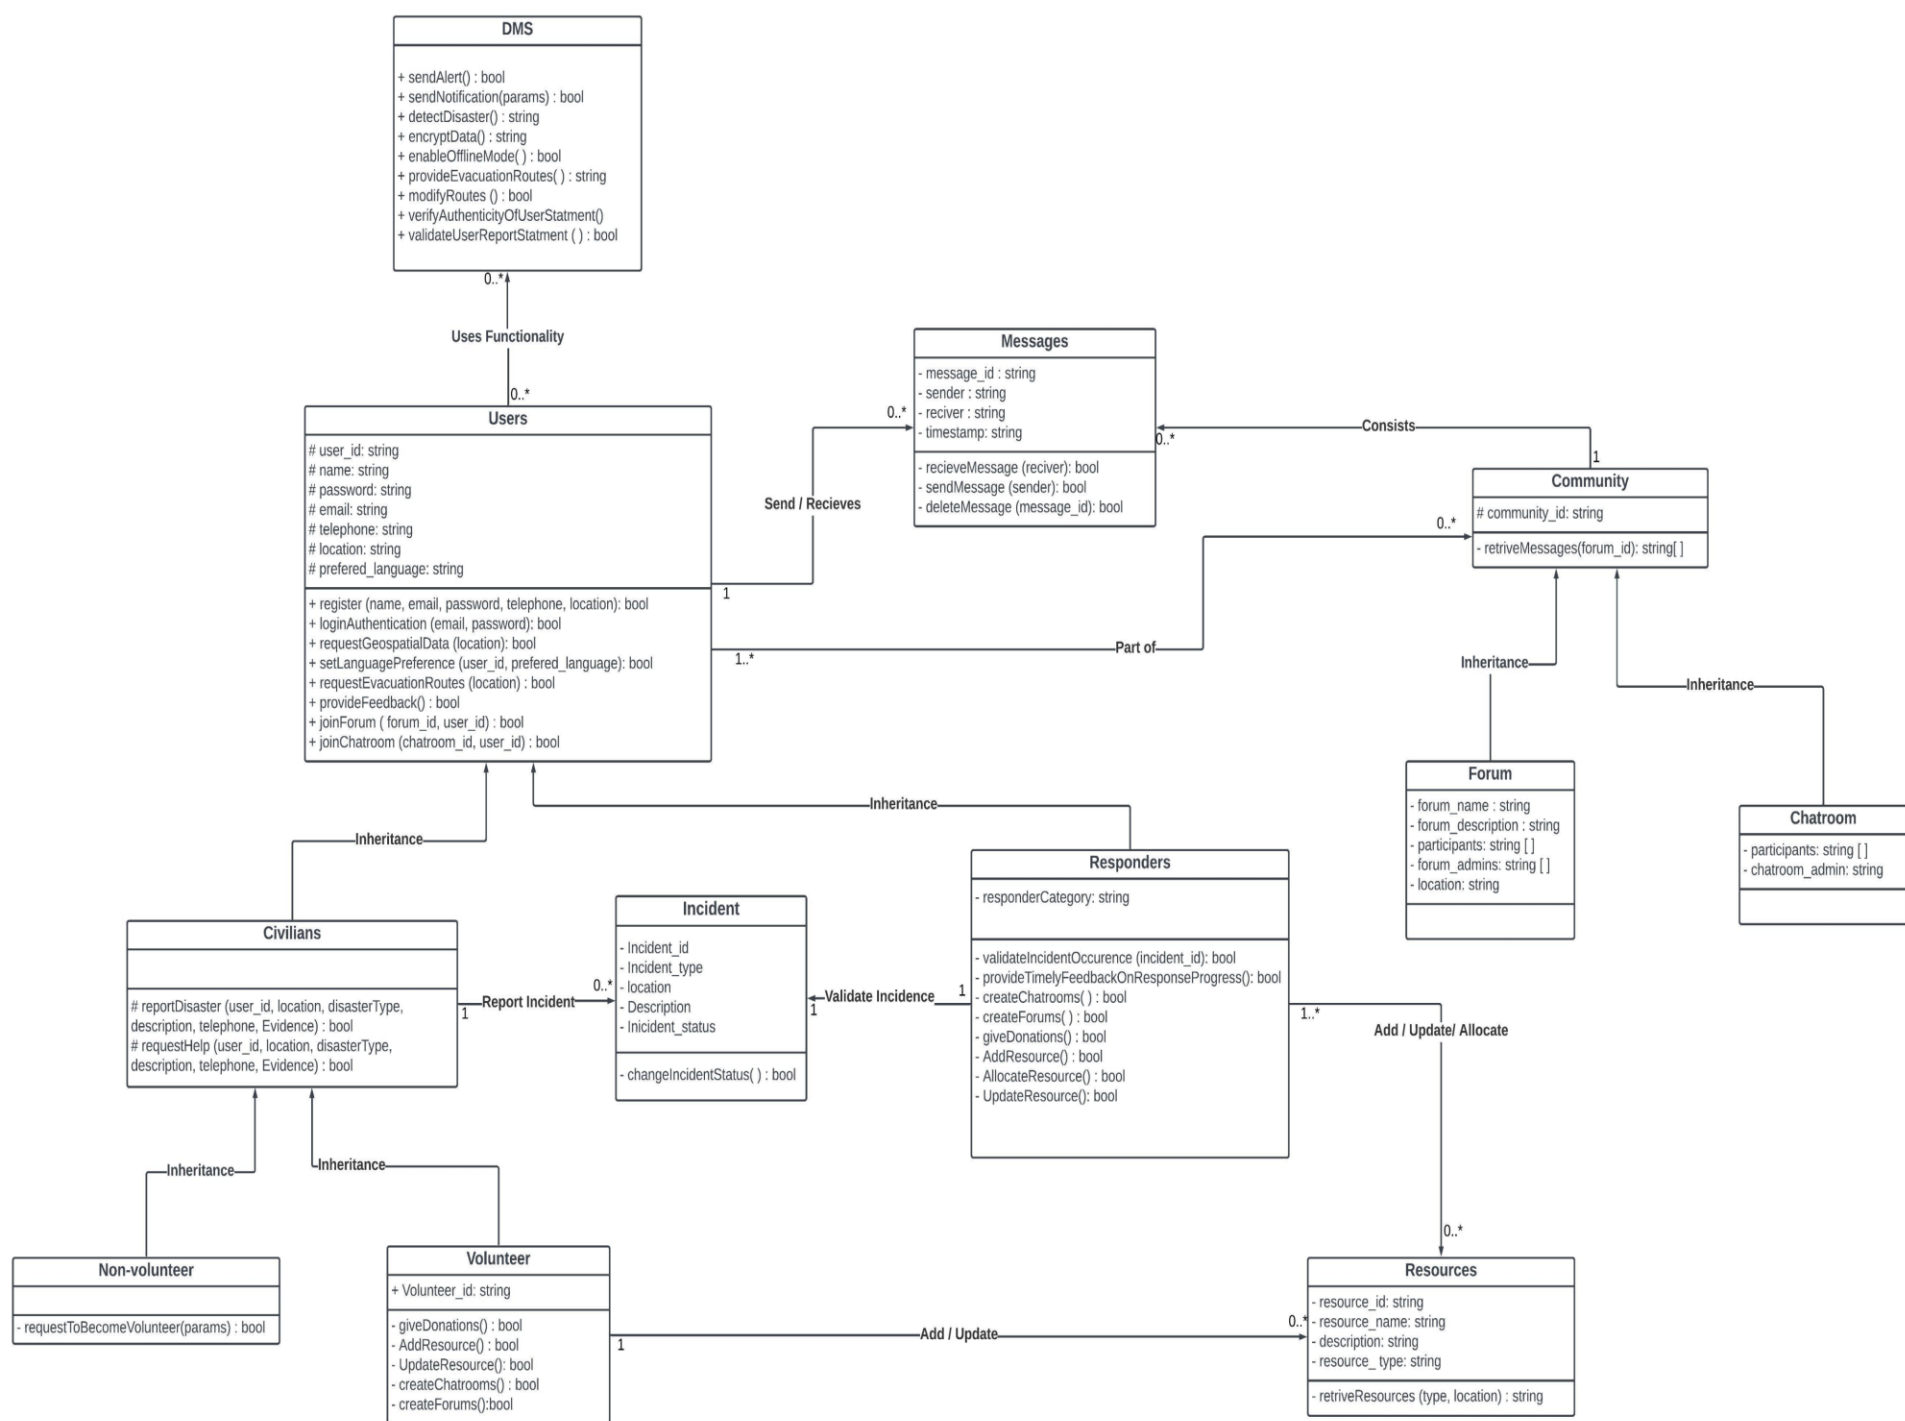 DMS
+ sendAlert() : bool
+ sendNotification(params) : bool
+ detectDisaster() : string
+ encryptData() : string
+ enableOfflineMode( ) : bool
+ provideEvacuationRoutes( ) : string
+ modifyRoutes () : bool
+ verifyAuthenticityOfUserStatment()
+ validateUserReportStatment ( ) : bool
0..*
Uses Functionality
0..*
Users
# user_id: string
# name: string
# password: string
# email: string
# telephone: string
# location: string
# prefered_language: string
+ register (name, email, password, telephone, location): bool
+ loginAuthentication (email, password): bool
+ requestGeospatialData (location): bool
+ setLanguagePreference (user_id, prefered_language): bool
+ requestEvacuationRoutes (location) : bool
+ provideFeedback() : bool
+ joinForum ( forum_id, user_id) : bool
+ joinChatroom (chatroom_id, user_id) : bool
1
Send / Recieves
0..*
Messages
- message_id : string
- sender : string
- reciver : string
- timestamp: string
- recieveMessage (reciver): bool
- sendMessage (sender): bool
- deleteMessage (message_id): bool
0..*
Consists
1
Community
# community_id: string
- retriveMessages(forum_id): string[ ]
0..*
Part of
1..*
Inheritance
Inheritance
Forum
- forum_name : string
- forum_description : string
- participants: string [ ]
- forum_admins: string [ ]
- location: string
Chatroom
- participants: string [ ]
- chatroom_admin: string
Inheritance
Inheritance
Civilians
# reportDisaster (user_id, location, disasterType,
description, telephone, Evidence) : bool
# requestHelp (user_id, location, disasterType,
description, telephone, Evidence) : bool
1
Report Incident
0..*
Incident
- Incident_id
- Incident_type
- location
- Description
- Inicident_status
- changeIncidentStatus( ) : bool
1
Validate Incidence
1
Responders
- responderCategory: string
- validateIncidentOccurence (incident_id): bool
- provideTimelyFeedbackOnResponseProgress(): bool
- createChatrooms( ) : bool
- createForums( ) : bool
- giveDonations() : bool
- AddResource() : bool
- AllocateResource() : bool
- UpdateResource(): bool
1..*
Add / Update/ Allocate
0..*
Inheritance
Inheritance
Non-volunteer
- requestToBecomeVolunteer(params) : bool
Volunteer
+ Volunteer_id: string
- giveDonations() : bool
- AddResource() : bool
- UpdateResource(): bool
- createChatrooms() : bool
- createForums():bool
1
Add / Update
0..*
Resources
- resource_id: string
- resource_name: string
- description: string
- resource_ type: string
- retriveResources (type, location) : string